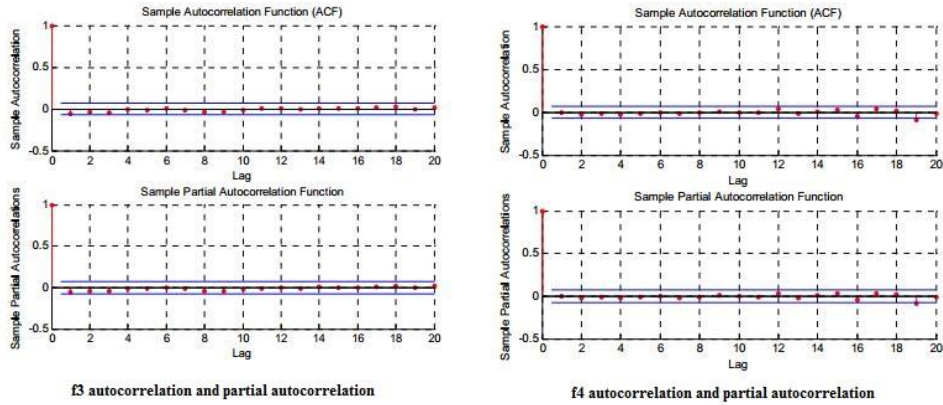 Sample Autocorrelation Function (ACF)
Sample Autocorrelation
1
0.5
0
-0.5
0 2 4 6 8 10 12 14 16 18 20
Lag
Sample Partial Autocorrelation Function
Sample Partial Autocorrelations
1
0.5
0
-0.5
0 2 4 6 8 10 12 14 16 18 20
Lag
f3 autocorrelation and partial autocorrelation
Sample Autocorrelation Function (ACF)
Sample Autocorrelation
1
0.5
0
-0.5
0 2 4 6 8 10 12 14 16 18 20
Lag
Sample Partial Autocorrelation Function
Sample Partial Autocorrelations
1
0.5
0
-0.5
0 2 4 6 8 10 12 14 16 18 20
Lag
f4 autocorrelation and partial autocorrelation